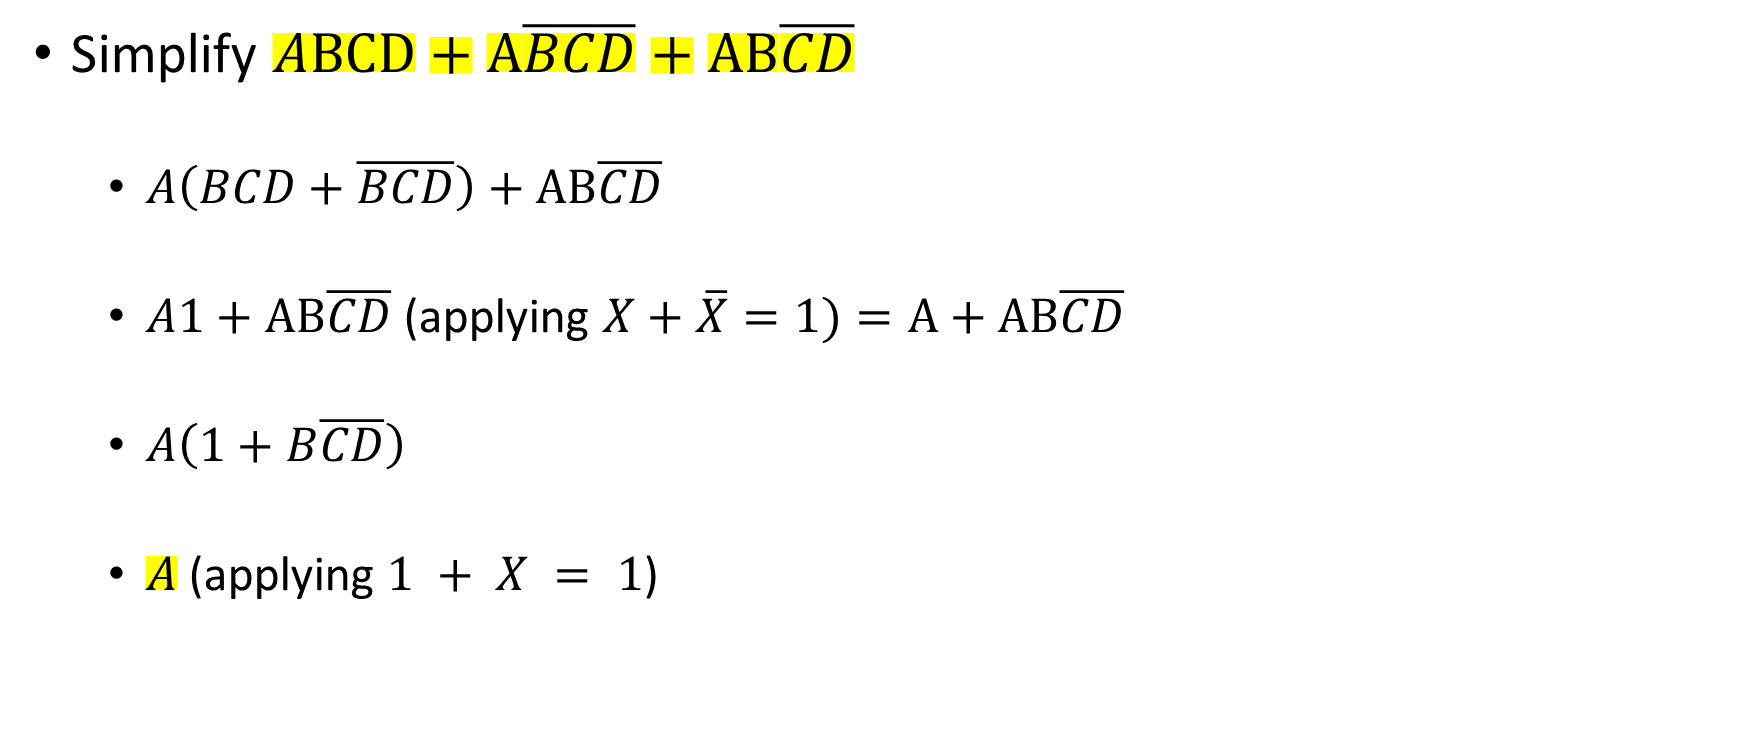 • Simplify 𝐴BCD + A\overline{𝐵𝐶𝐷} + AB\overline{𝐶𝐷}
• 𝐴(𝐵𝐶𝐷 + \overline{𝐵𝐶𝐷}) + AB\overline{𝐶𝐷}
• 𝐴1 + AB\overline{𝐶𝐷} (applying 𝑋 + \overline{𝑋} = 1) = A + AB\overline{𝐶𝐷}
• 𝐴(1 + 𝐵\overline{𝐶𝐷})
• 𝐴 (applying 1 + 𝑋 = 1)